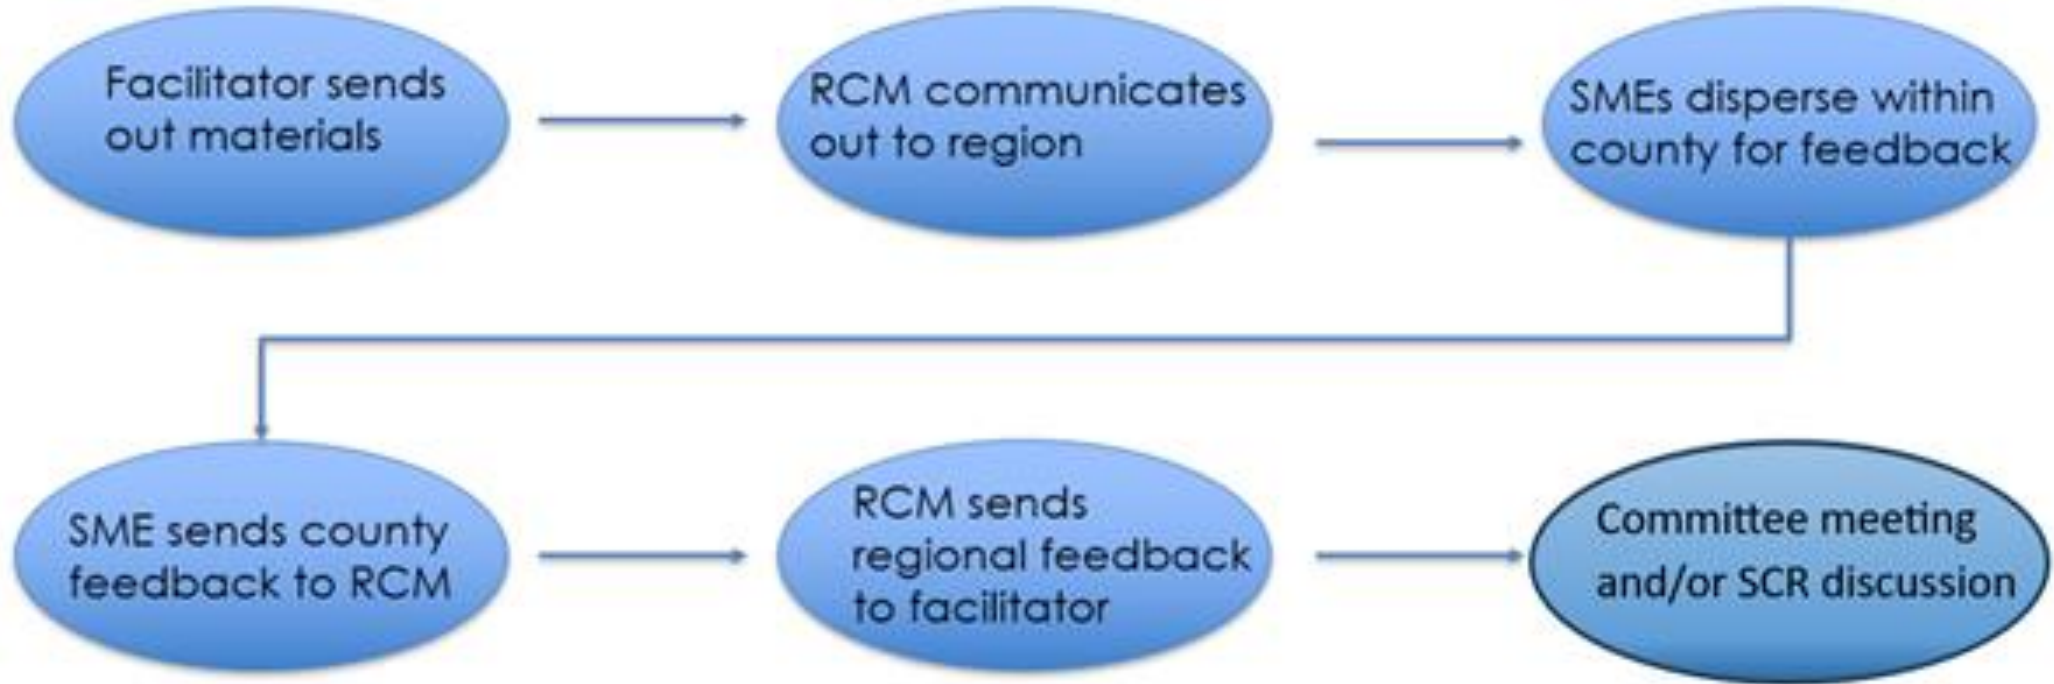 Facilitator sends
out materials
RCM communicates
out to region
SMEs disperse within
county for feedback
SME sends county
feedback to RCM
RCM sends
regional feedback
to facilitator
Committee meeting
and/or SCR discussion